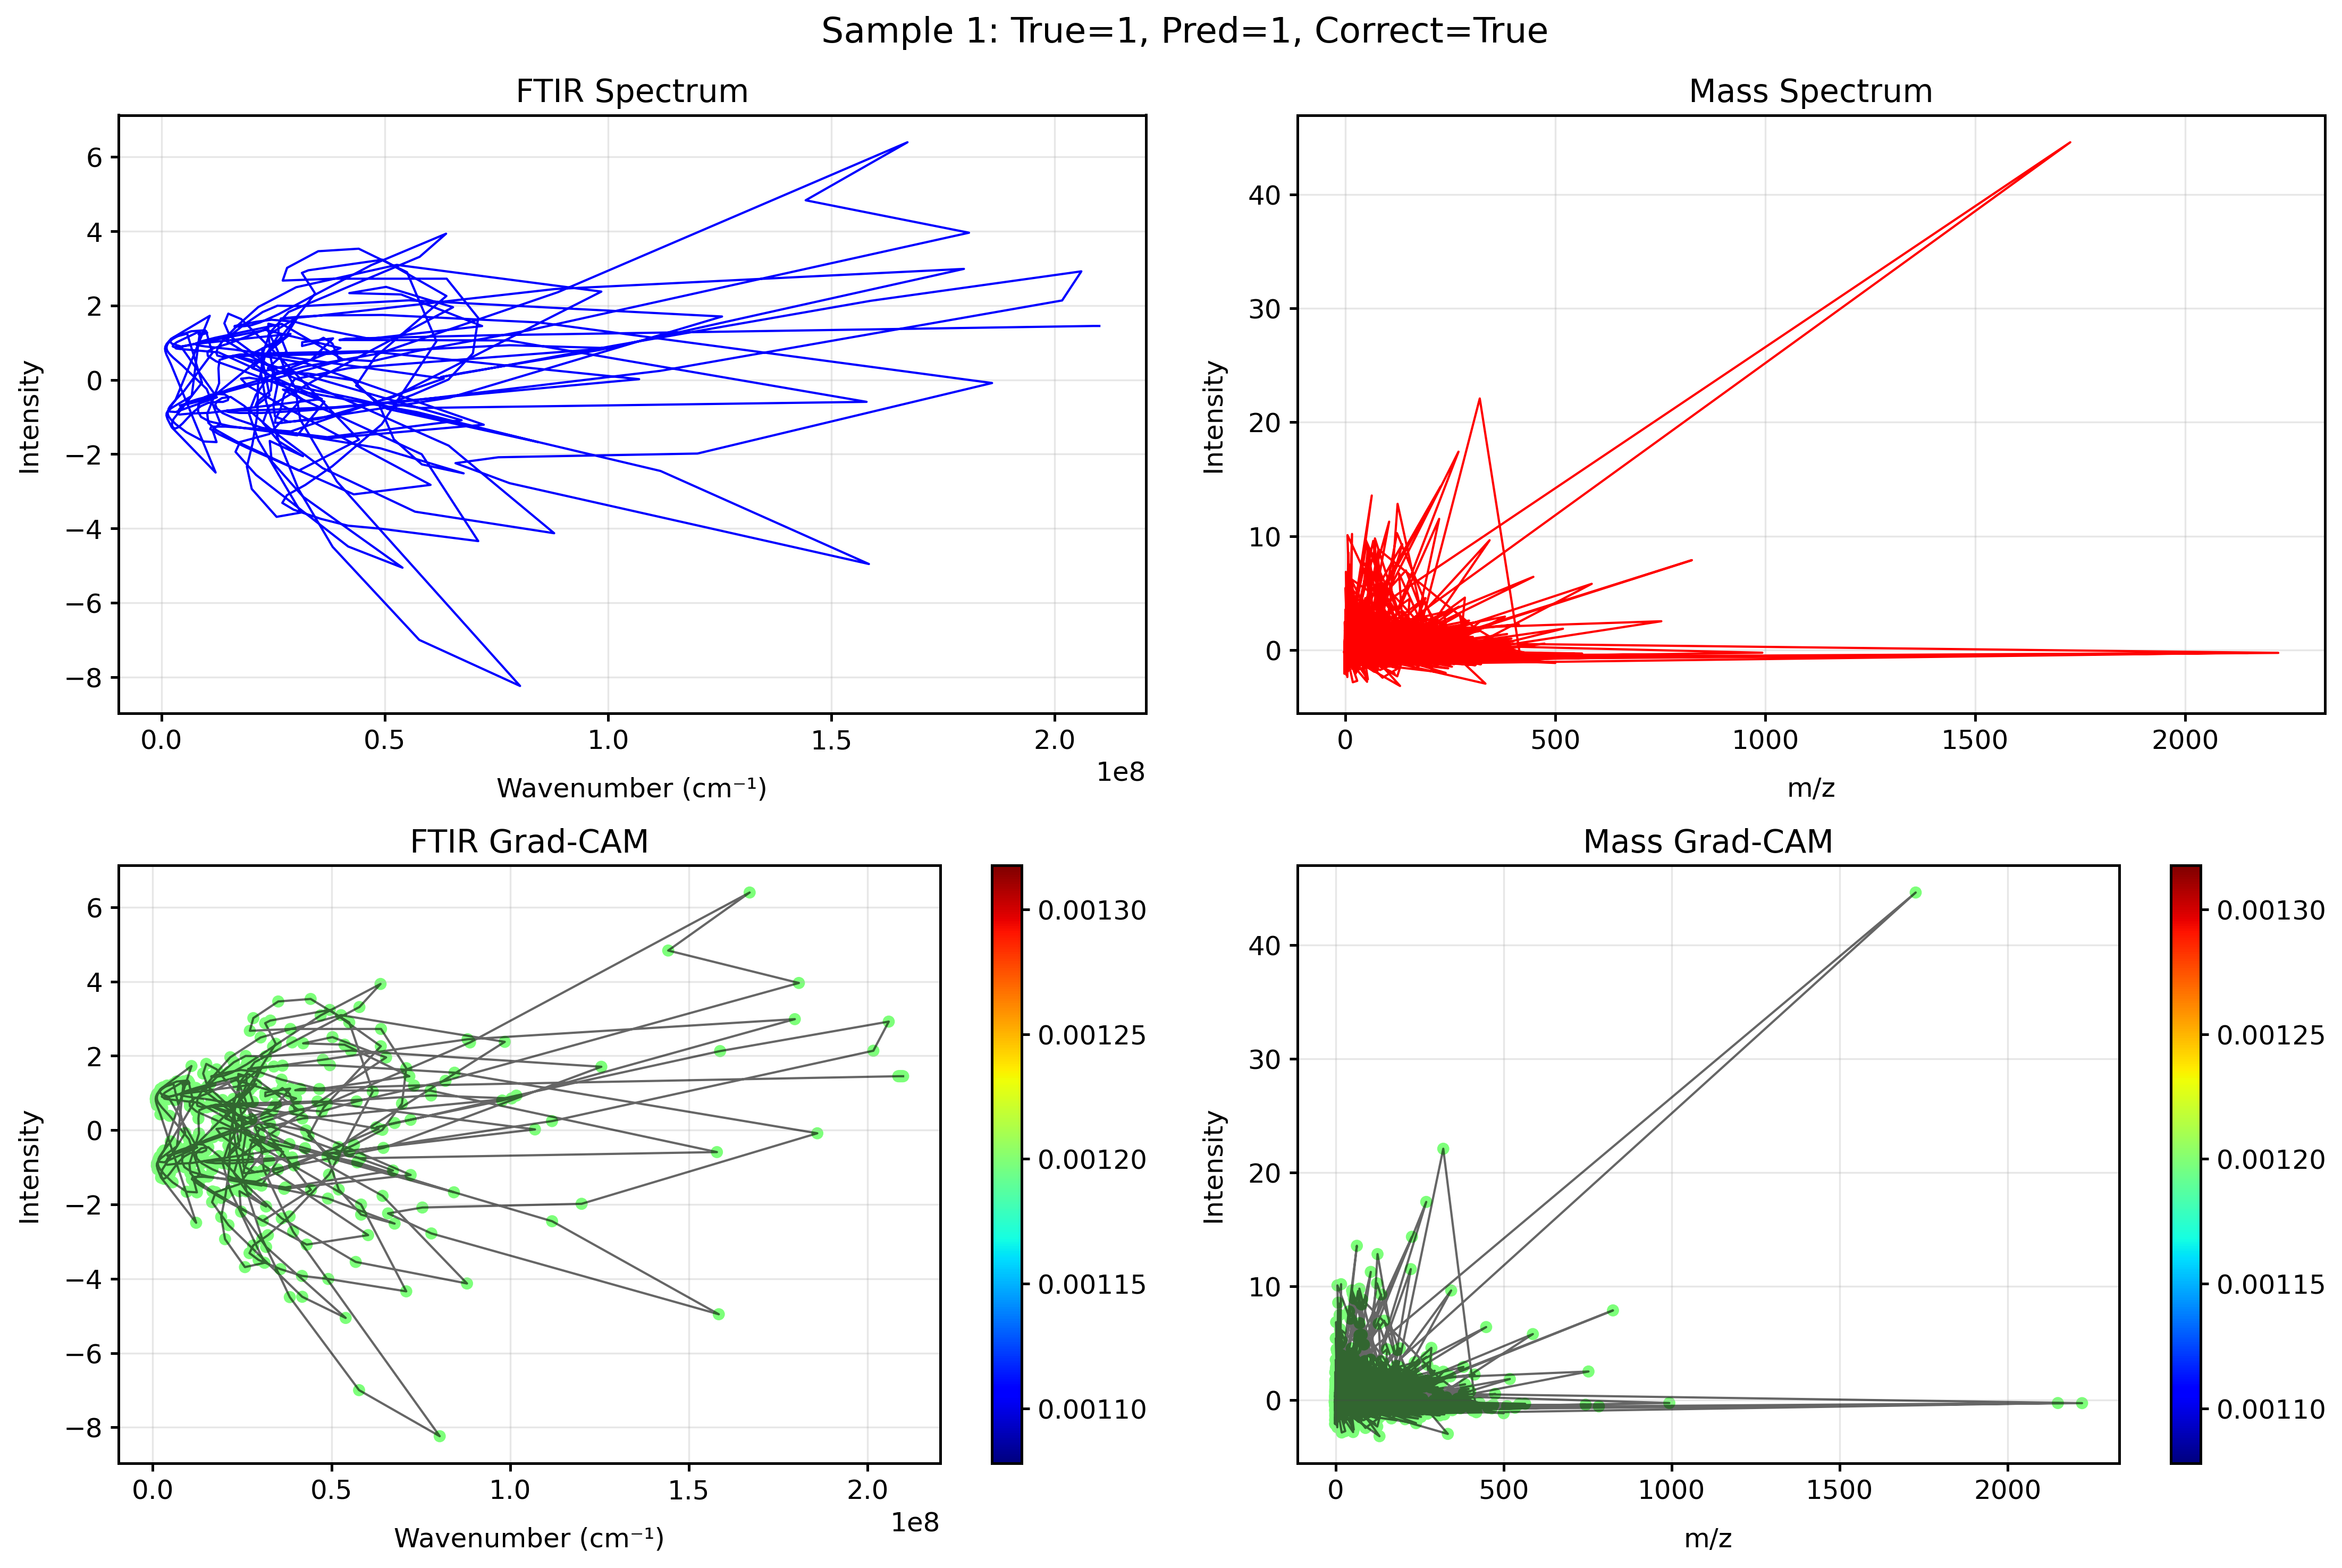 Sample 1: True=1, Pred=1, Correct=True
FTIR Spectrum
Intensity
6
4
2
0
−2
−4
−6
−8
0.0 0.5 1.0 1.5 2.0
1e8
Wavenumber (cm⁻¹)
Mass Spectrum
Intensity
40
30
20
10
0
0 500 1000 1500 2000
m/z
FTIR Grad-CAM
Intensity
6
4
2
0
−2
−4
−6
−8
0.0 0.5 1.0 1.5 2.0
1e8
Wavenumber (cm⁻¹)
0.00130
0.00125
0.00120
0.00115
0.00110
Mass Grad-CAM
Intensity
40
30
20
10
0
0 500 1000 1500 2000
m/z
0.00130
0.00125
0.00120
0.00115
0.00110